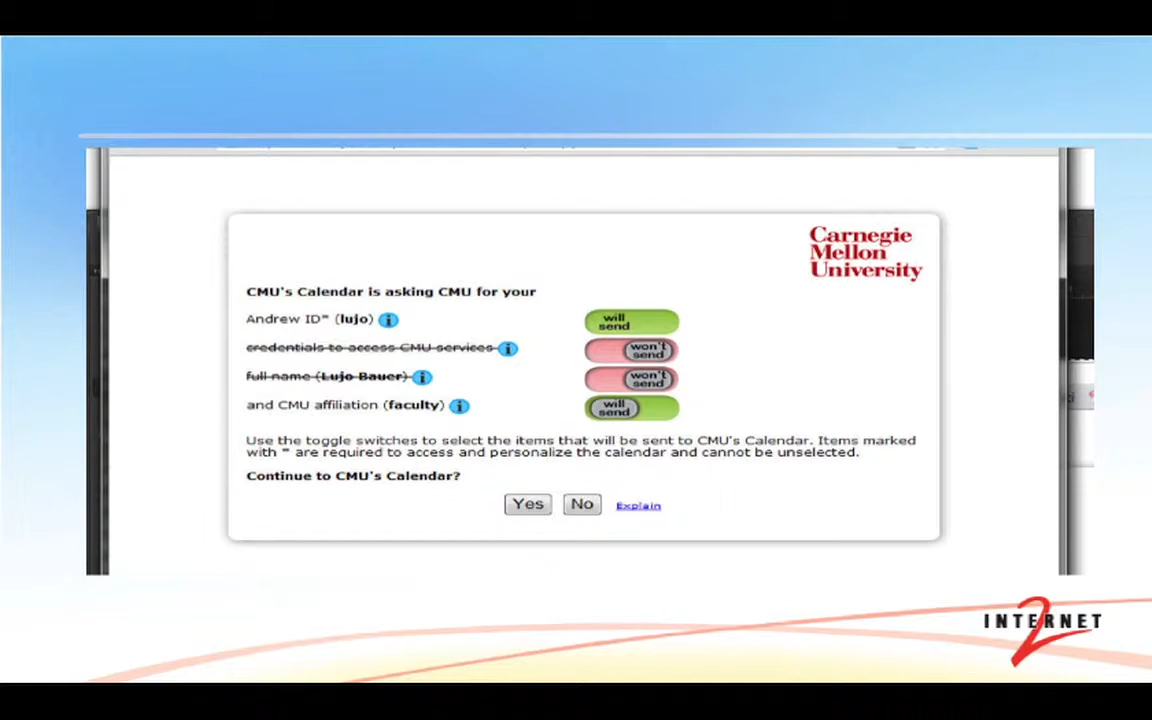 Carnegie
Mellon
University
CMU's Calendar is asking CMU for your
Andrew ID* (lujo) i will send
credentials to access CMU services i won't send
full name (Lujo Bauer) i won't send
and CMU affiliation (faculty) i will send
Use the toggle switches to select the items that will be sent to CMU's Calendar. Items marked
with * are required to access and personalize the calendar and cannot be unselected.
Continue to CMU's Calendar?
Yes No Explain
INTERNET
2